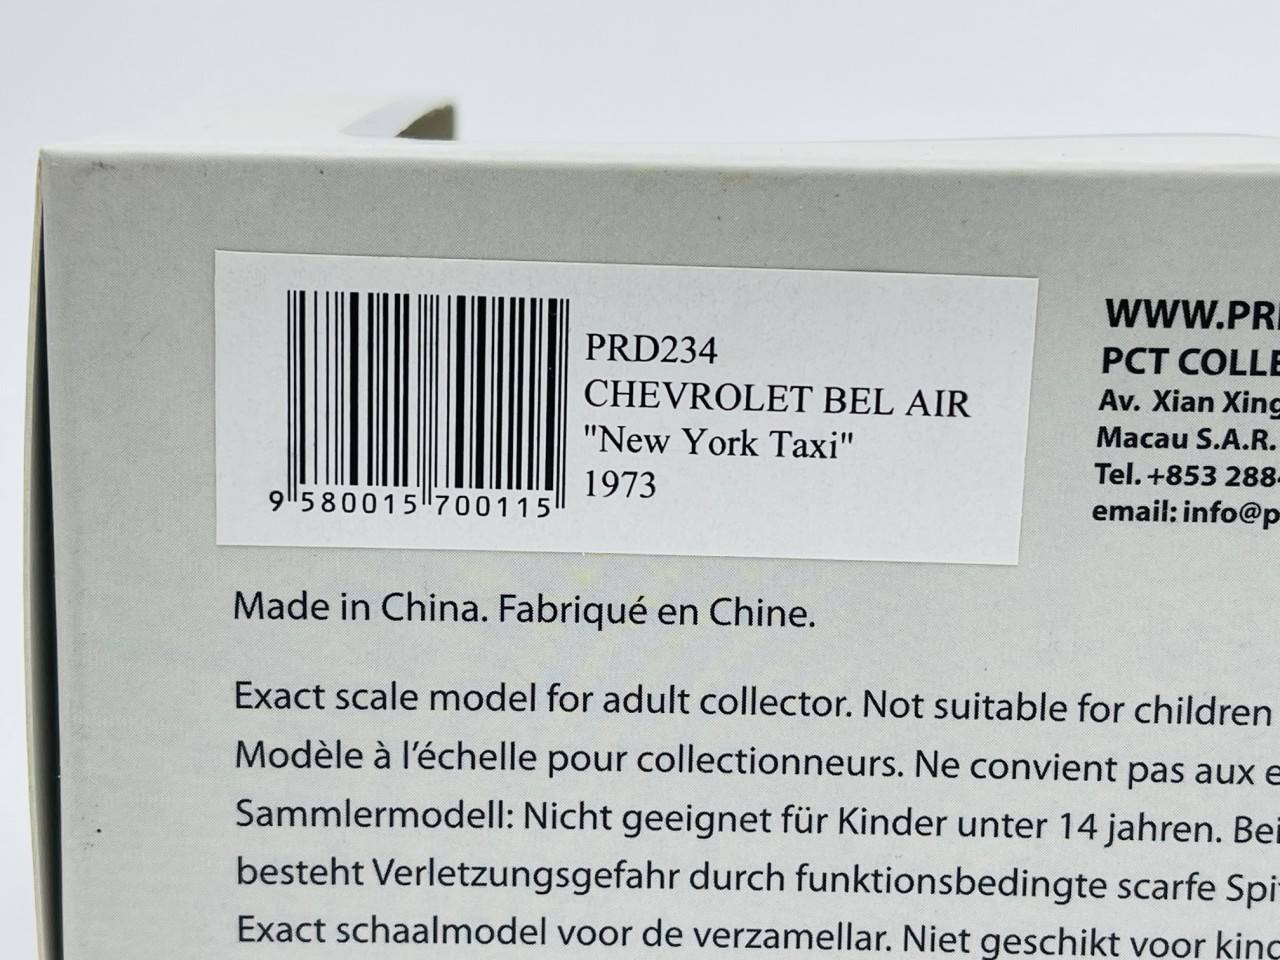 PRD234
CHEVROLET BEL AIR
"New York Taxi"
1973
9 580015 700115
WWW.PR
PCT COLLE
Av. Xian Xing
Macau S.A.R.
Tel. +853 288
email: info@p
Made in China. Fabriqué en Chine.
Exact scale model for adult collector. Not suitable for children
Modèle à l'échelle pour collectionneurs. Ne convient pas aux e
Sammlermodell: Nicht geeignet für Kinder unter 14 jahren. Bei
besteht Verletzungsgefahr durch funktionsbedingte scarfe Spi
Exact schaalmodel voor de verzamellar. Niet geschikt voor kind